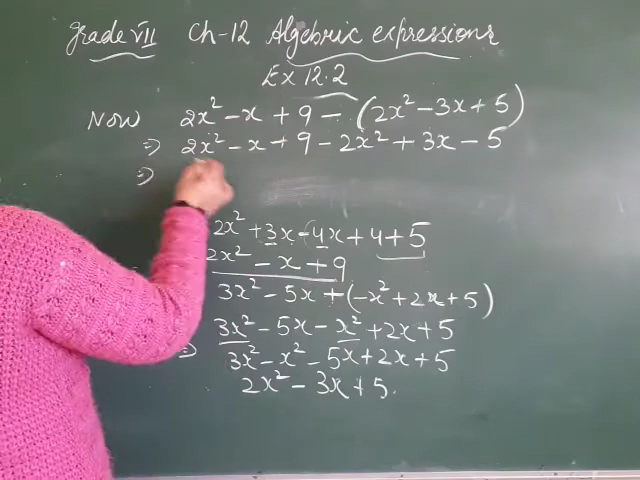 Grade VII Ch-12 Algebric expressions
Ex 12.2
Now 2x² - x + 9 - (2x² - 3x + 5)
⇒ 2x² - x + 9 - 2x² + 3x - 5
⇒
2x² + 3x - 4x + 4 + 5
2x² - x + 9
3x² - 5x + (-x² + 2x + 5)
3x² - 5x - x² + 2x + 5
⇒ 3x² - x² - 5x + 2x + 5
2x² - 3x + 5.